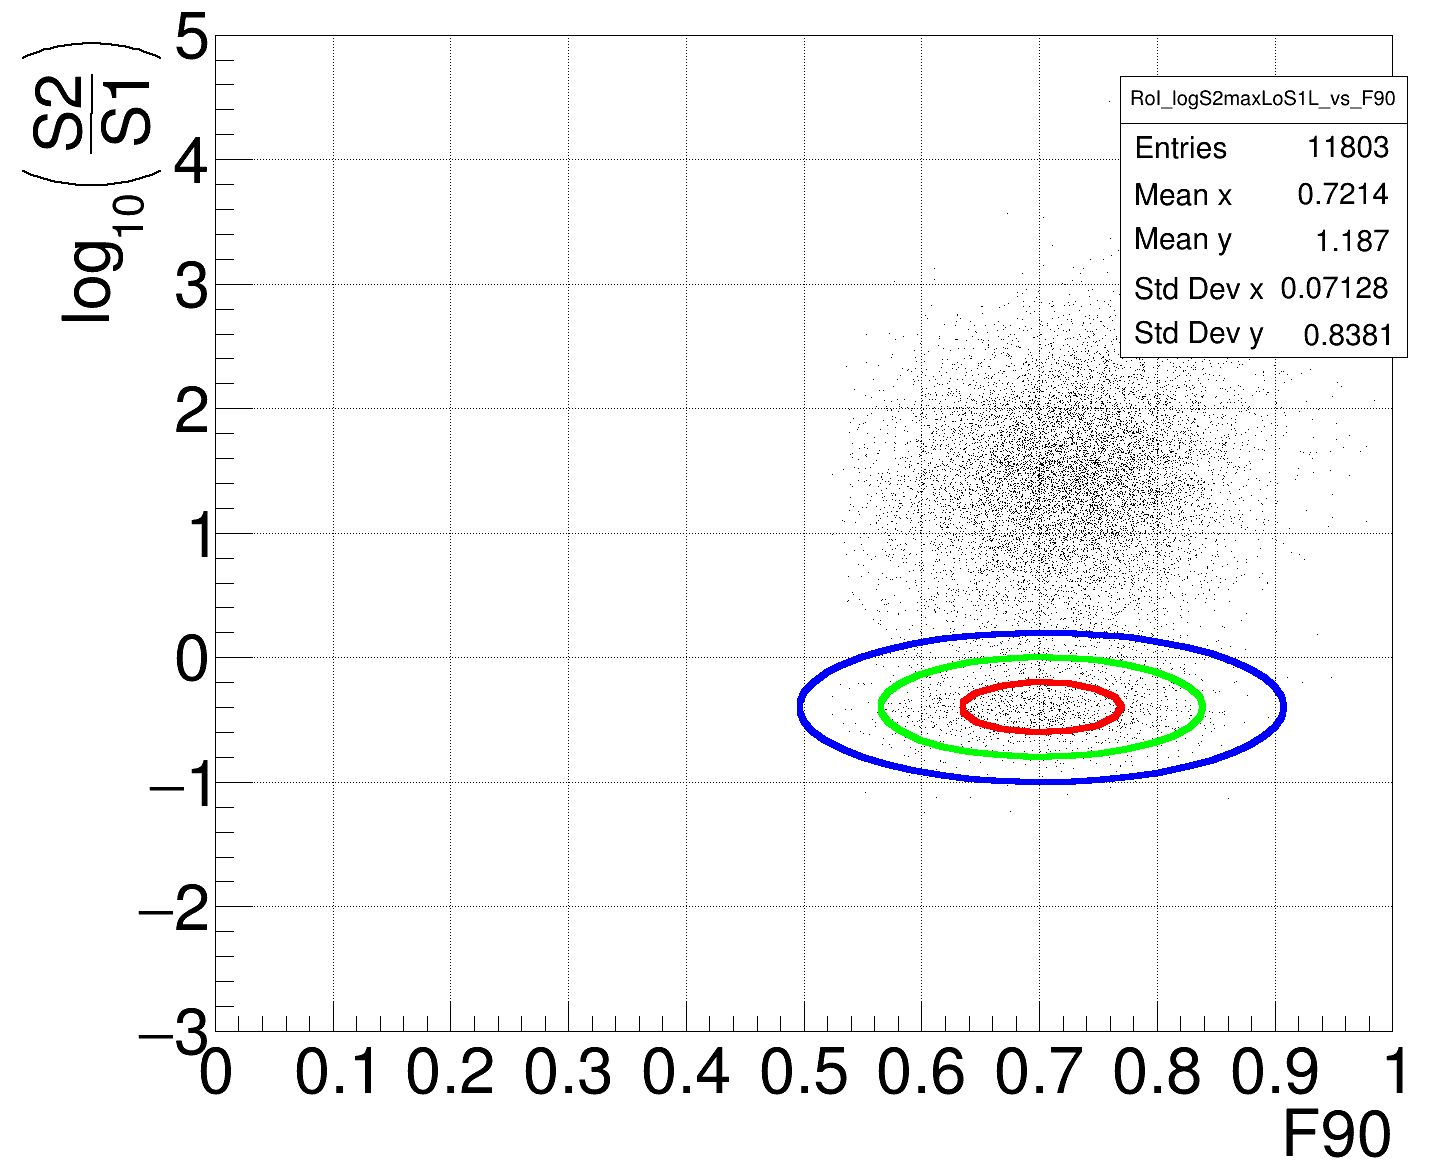 log10 (S2/S1)
5
4
3
2
1
0
−1
−2
−3
RoI_logS2maxLoS1L_vs_F90
Entries 11803
Mean x 0.7214
Mean y 1.187
Std Dev x 0.07128
Std Dev y 0.8381
0 0.1 0.2 0.3 0.4 0.5 0.6 0.7 0.8 0.9 1
F90